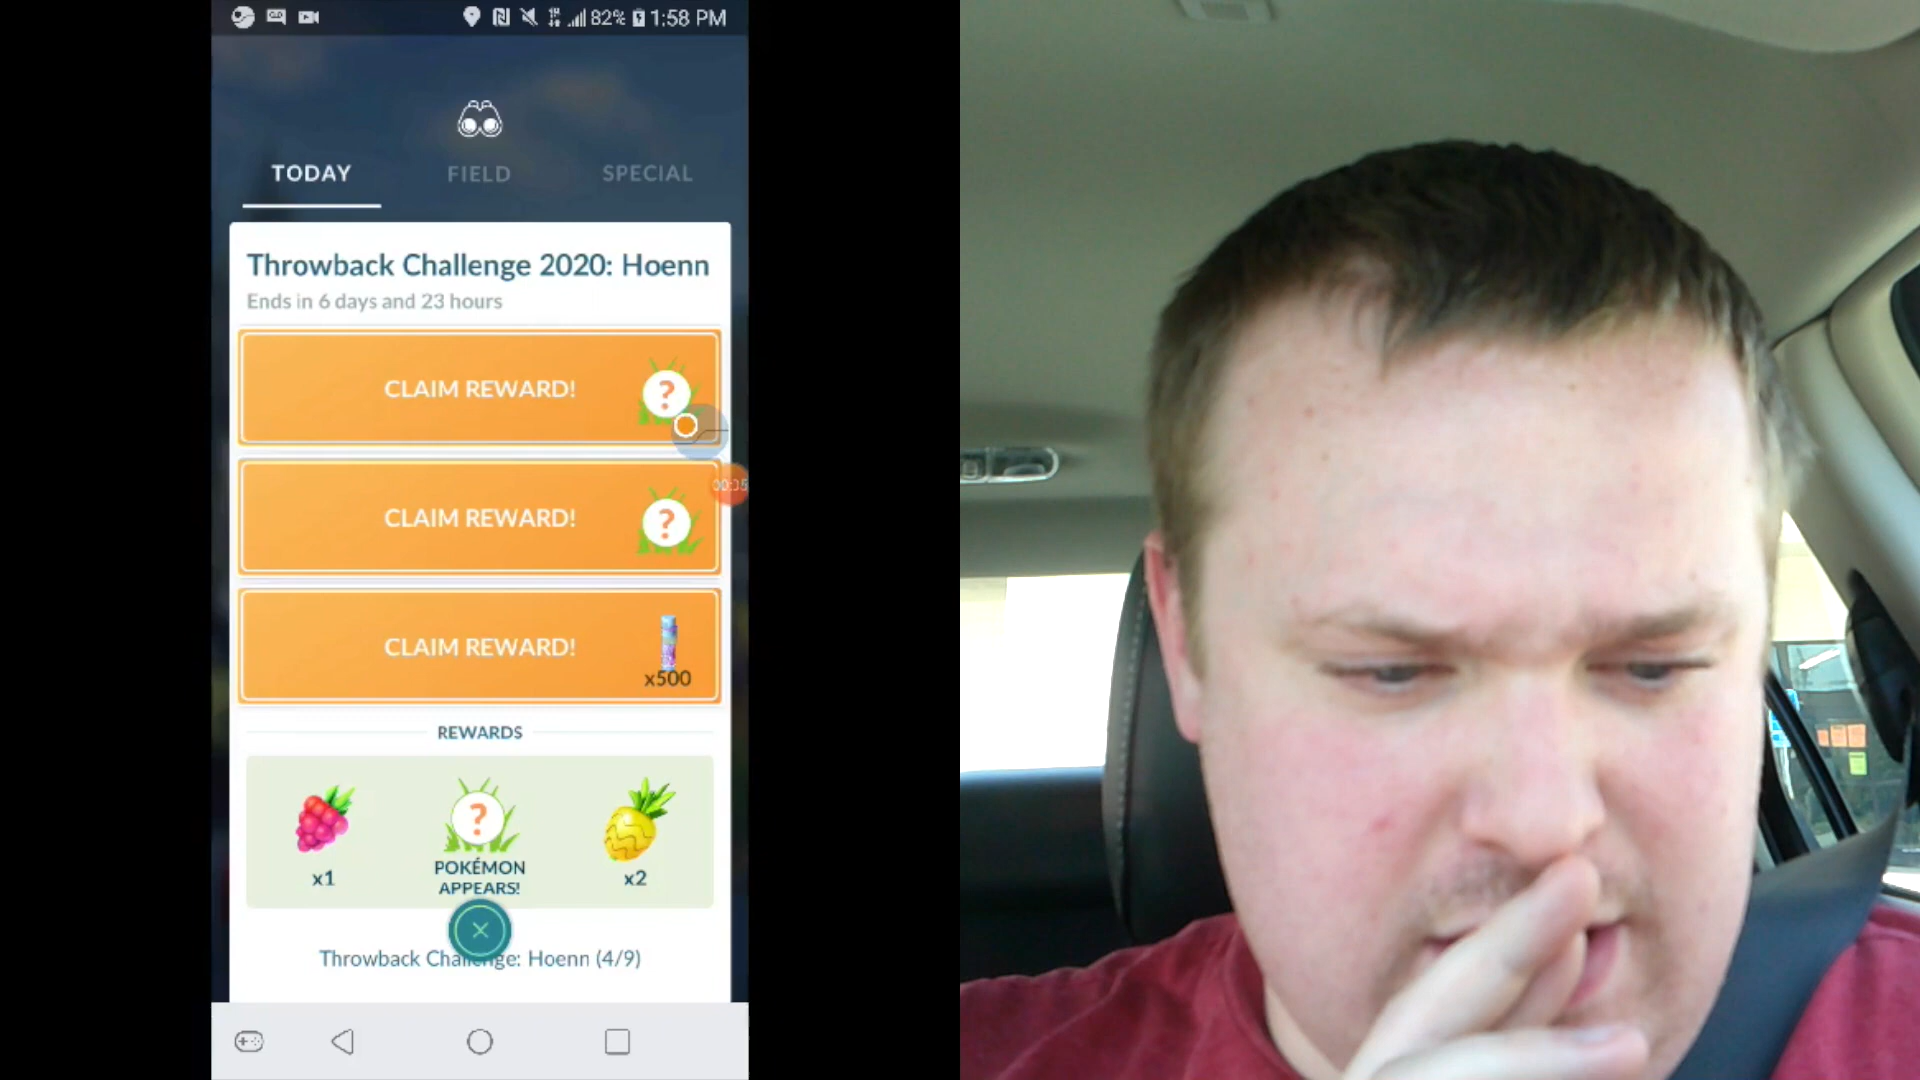 82% 1:58 PM
TODAY FIELD SPECIAL
Throwback Challenge 2020: Hoenn
Ends in 6 days and 23 hours
CLAIM REWARD!
?
CLAIM REWARD!
?
CLAIM REWARD!
x500
REWARDS
?
POKÉMON
APPEARS!
x1
x2
Throwback Challenge: Hoenn (4/9)